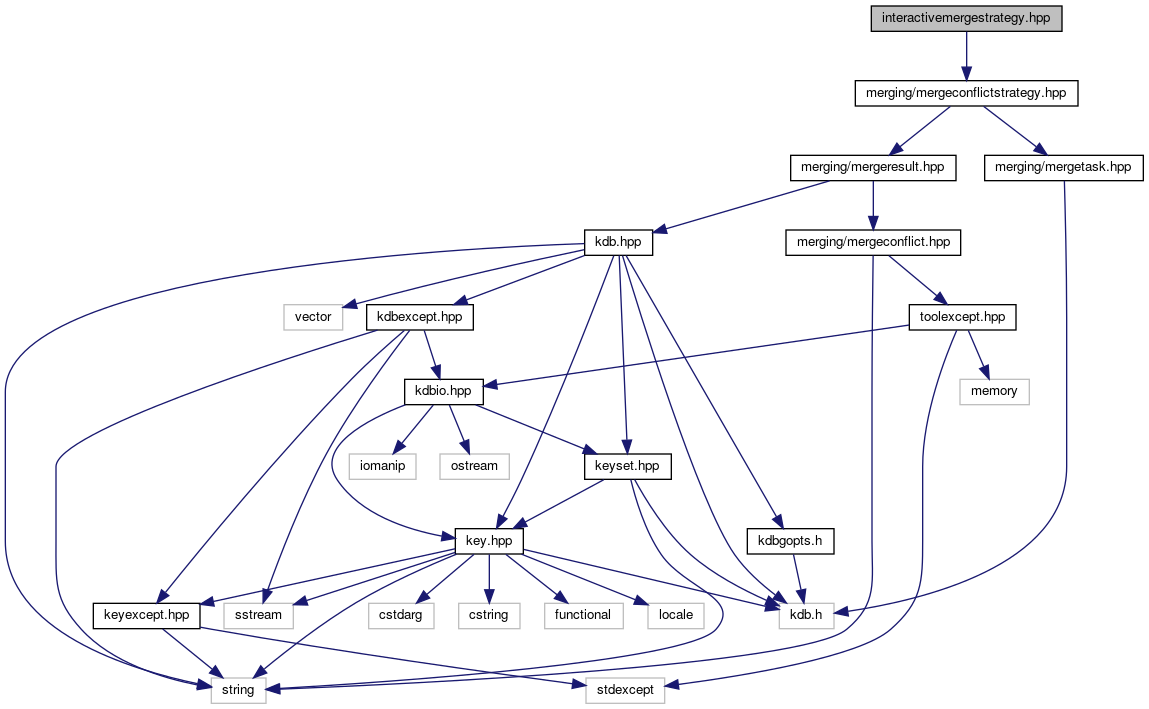 interactivemergestrategy.hpp
merging/mergeconflictstrategy.hpp
merging/mergeresult.hpp
merging/mergetask.hpp
kdb.hpp
merging/mergeconflict.hpp
vector
kdbexcept.hpp
toolexcept.hpp
kdbio.hpp
memory
iomanip
ostream
keyset.hpp
key.hpp
kdbgopts.h
keyexcept.hpp
sstream
cstdarg
cstring
functional
locale
kdb.h
string
stdexcept